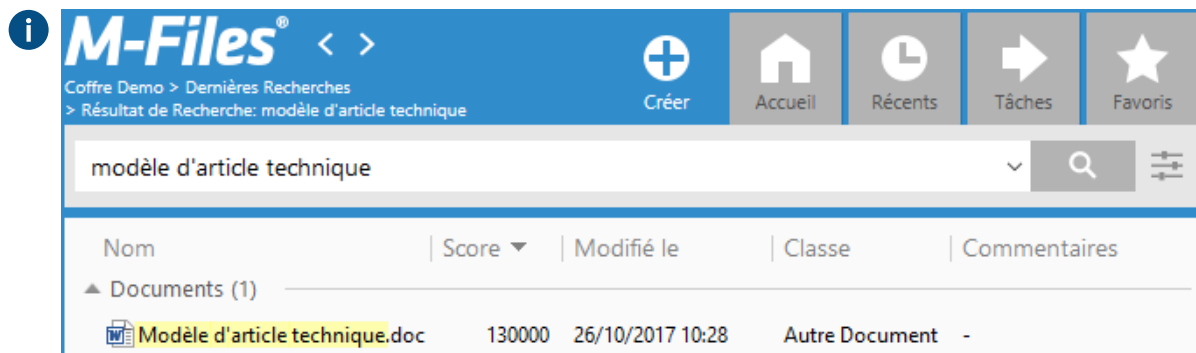 i
M-Files®
Coffre Demo > Dernières Recherches
> Résultat de Recherche: modèle d'article technique
Créer
Accueil
Récents
Tâches
Favoris
modèle d'article technique
Nom Score Modifié le Classe Commentaires
Documents (1)
Modèle d'article technique.doc 130000 26/10/2017 10:28 Autre Document -